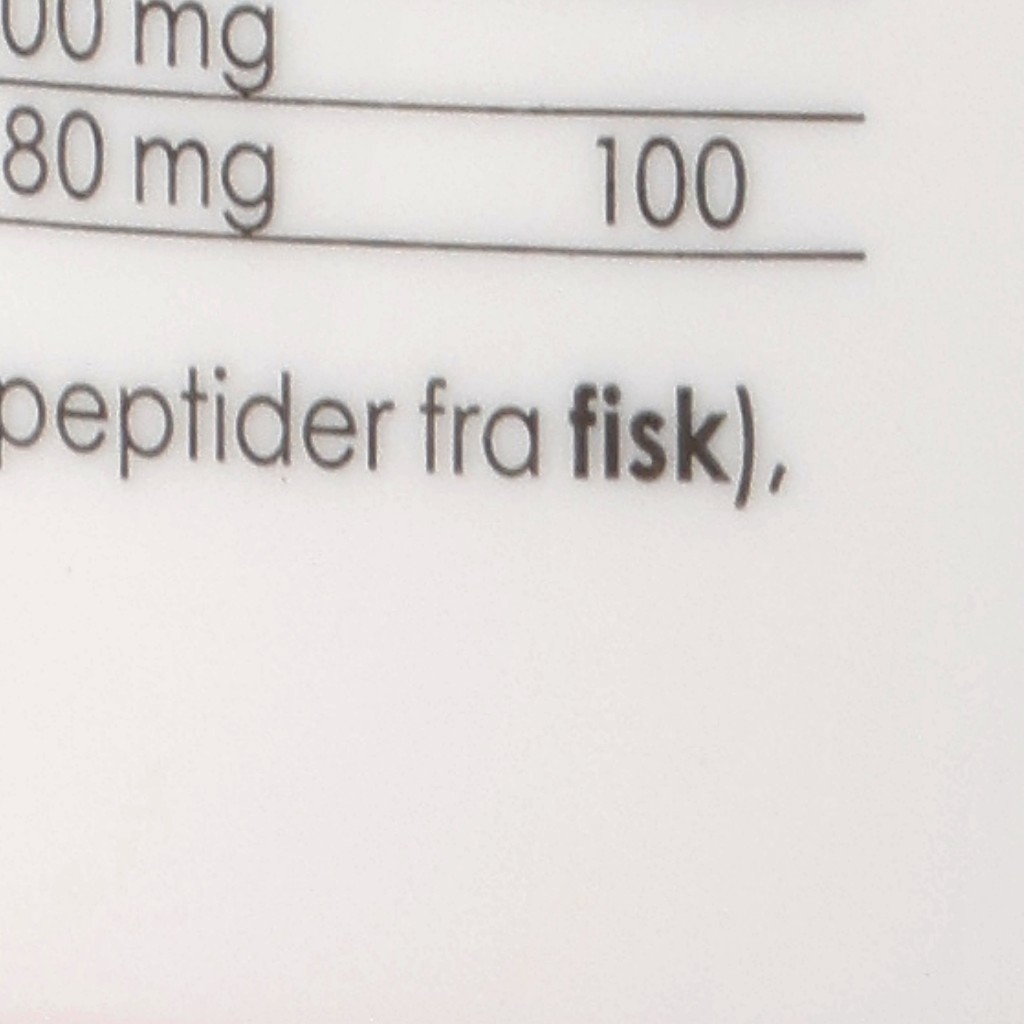 00 mg
80 mg 100
peptider fra fisk),